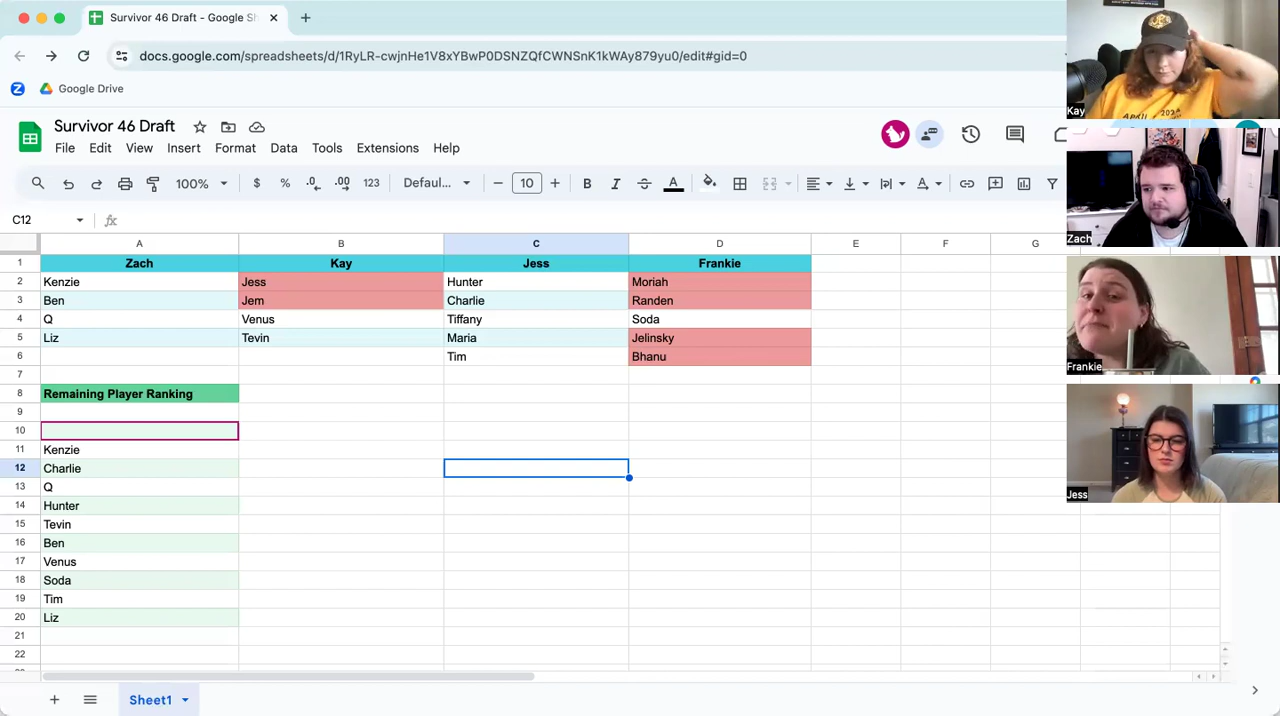 Survivor 46 Draft - Google Sh
docs.google.com/spreadsheets/d/1RyLR-cwjnHe1V8xYBwr0DSNZQfCWNSnK1kWAy879yu0/edit#gid=0
Google Drive
Survivor 46 Draft
File Edit View Insert Format Data Tools Extensions Help
100% $ % .0 .00 123 Defaul... 10 B I A
C12 fx
A B C D E F G
1 Zach Kay Jess Frankie
2 Kenzie Jess Hunter Moriah
3 Ben Jem Charlie Randen
4 Q Venus Tiffany Soda
5 Liz Tevin Maria Jelinsky
6 Tim Bhanu
7
8 Remaining Player Ranking
9
10
11 Kenzie
12 Charlie
13 Q
14 Hunter
15 Tevin
16 Ben
17 Venus
18 Soda
19 Tim
20 Liz
21
22
Sheet1
Kay
APRIL
Zach
Frankie
Jess